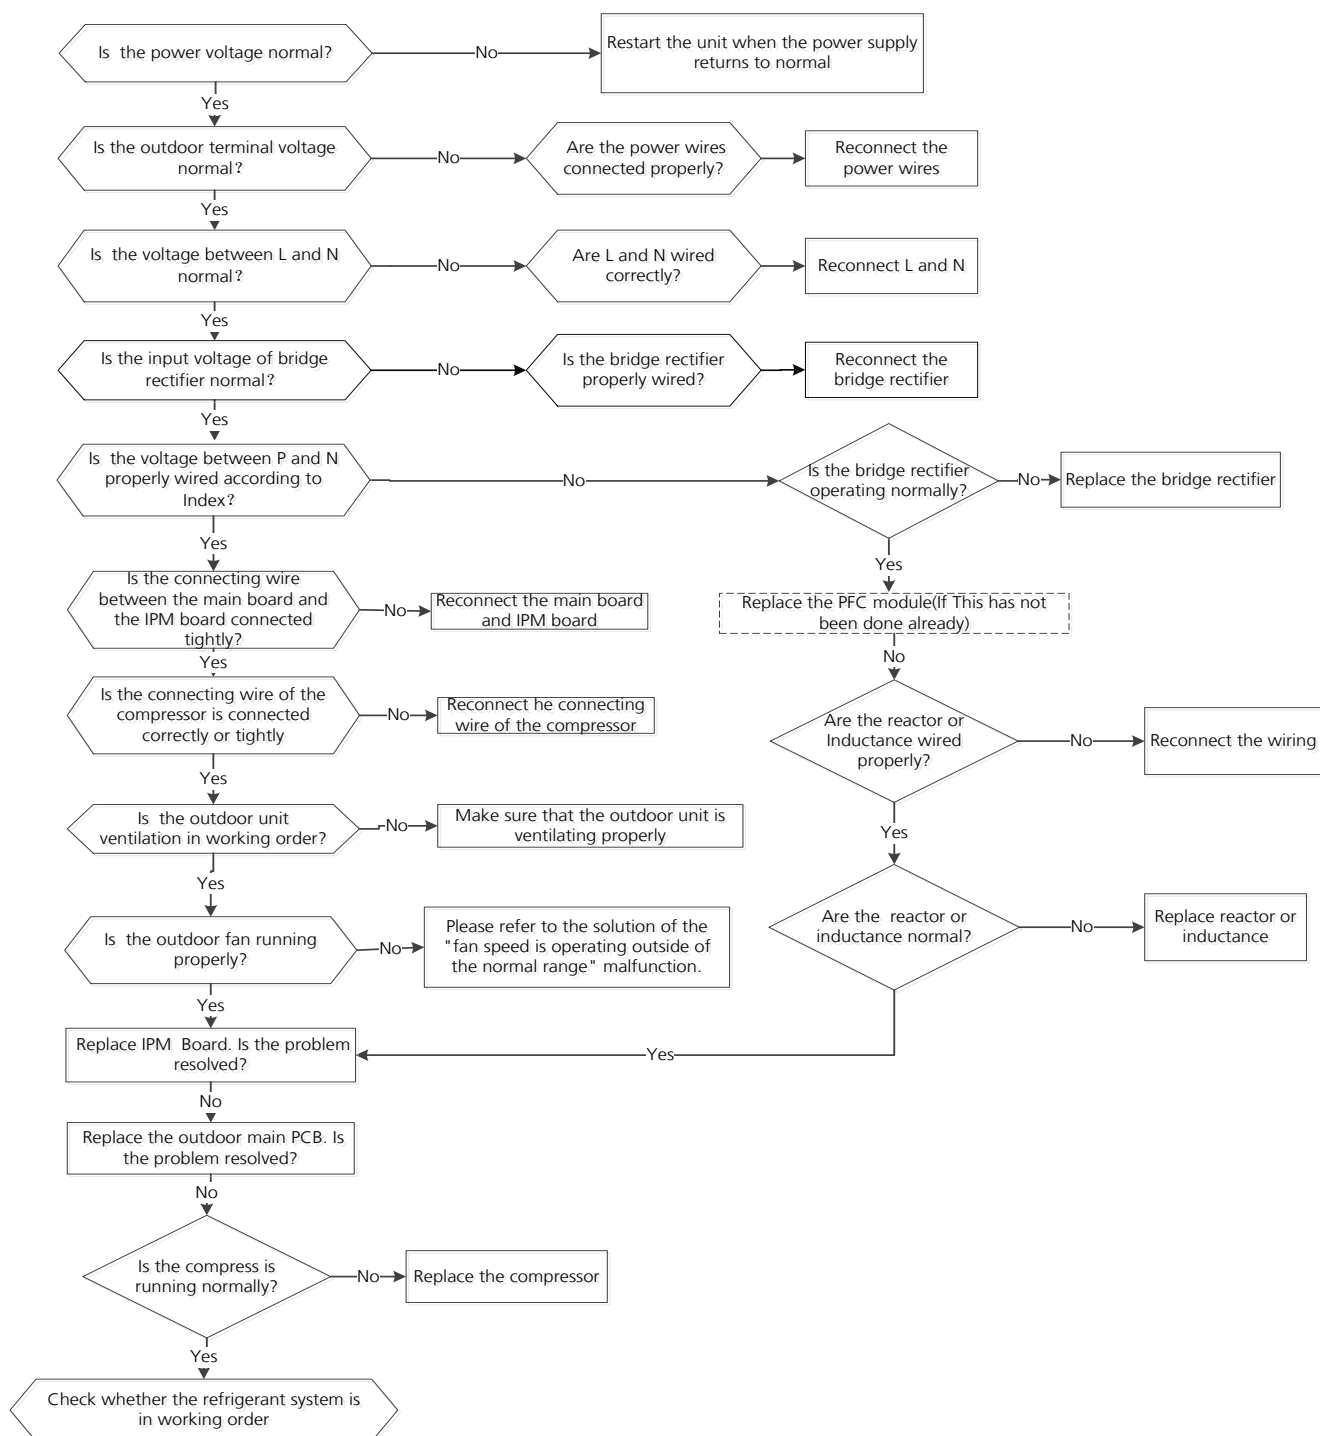 Is the power voltage normal?
No
Restart the unit when the power supply
returns to normal
Yes
Is the outdoor terminal voltage
normal?
No
Are the power wires
connected properly?
Reconnect the
power wires
Yes
Is the voltage between L and N
normal?
No
Are L and N wired
correctly?
Reconnect L and N
Yes
Is the input voltage of bridge
rectifier normal?
No
Is the bridge rectifier
properly wired?
Reconnect the
bridge rectifier
Yes
Is the voltage between P and N
properly wired according to
Index?
No
Is the bridge rectifier
operating normally?
No
Replace the bridge rectifier
Yes
Yes
Is the connecting wire
between the main board and
the IPM board connected
tightly?
No
Reconnect the main board
and IPM board
Replace the PFC module(If This has not
been done already)
Yes
No
Is the connecting wire of the
compressor is connected
correctly or tightly
No
Reconnect he connecting
wire of the compressor
Are the reactor or
Inductance wired
properly?
No
Reconnect the wiring
Yes
Is the outdoor unit
ventilation in working order?
No
Make sure that the outdoor unit is
ventilating properly
Yes
Yes
Is the outdoor fan running
properly?
No
Please refer to the solution of the
"fan speed is operating outside of
the normal range" malfunction.
Are the reactor or
inductance normal?
No
Replace reactor or
inductance
Yes
Replace IPM Board. Is the problem
resolved?
Yes
No
Replace the outdoor main PCB. Is
the problem resolved?
No
Is the compress is
running normally?
No
Replace the compressor
Yes
Check whether the refrigerant system is
in working order